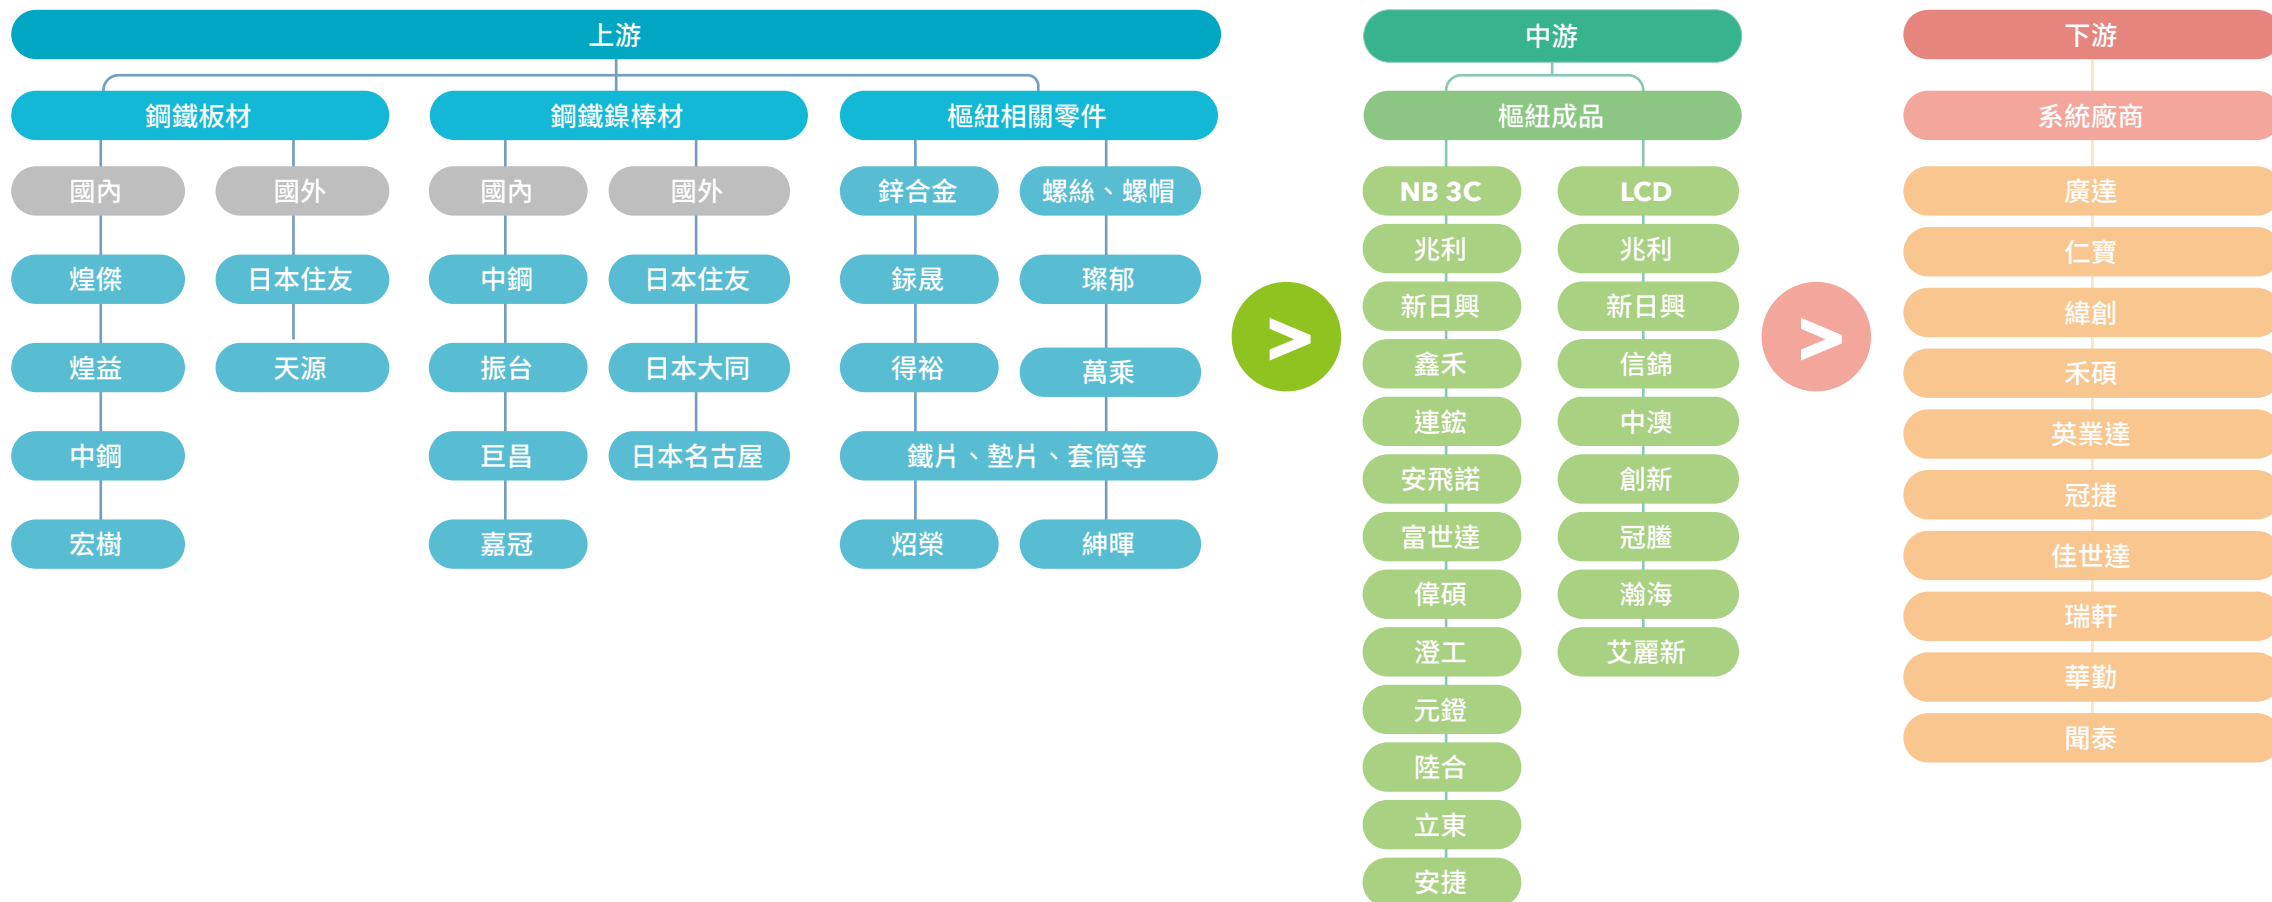 上游
鋼鐵板材
鋼鐵鎳棒材
樞紐相關零件
國內
國外
國內
國外
鋅合金
螺絲、螺帽
煌傑
日本住友
中鋼
日本住友
銢晟
璨郁
煌益
天源
振台
日本大同
得裕
萬乘
中鋼
巨昌
日本名古屋
鐵片、墊片、套筒等
宏樹
嘉冠
炤榮
紳暉
>
中游
樞紐成品
NB 3C
LCD
兆利
兆利
新日興
新日興
鑫禾
信錦
連鋐
中澳
安飛諾
創新
富世達
冠騰
偉碩
瀚海
澄工
艾麗新
元鐙
陸合
立東
安捷
>
下游
系統廠商
廣達
仁寶
緯創
禾碩
英業達
冠捷
佳世達
瑞軒
華勤
聞泰